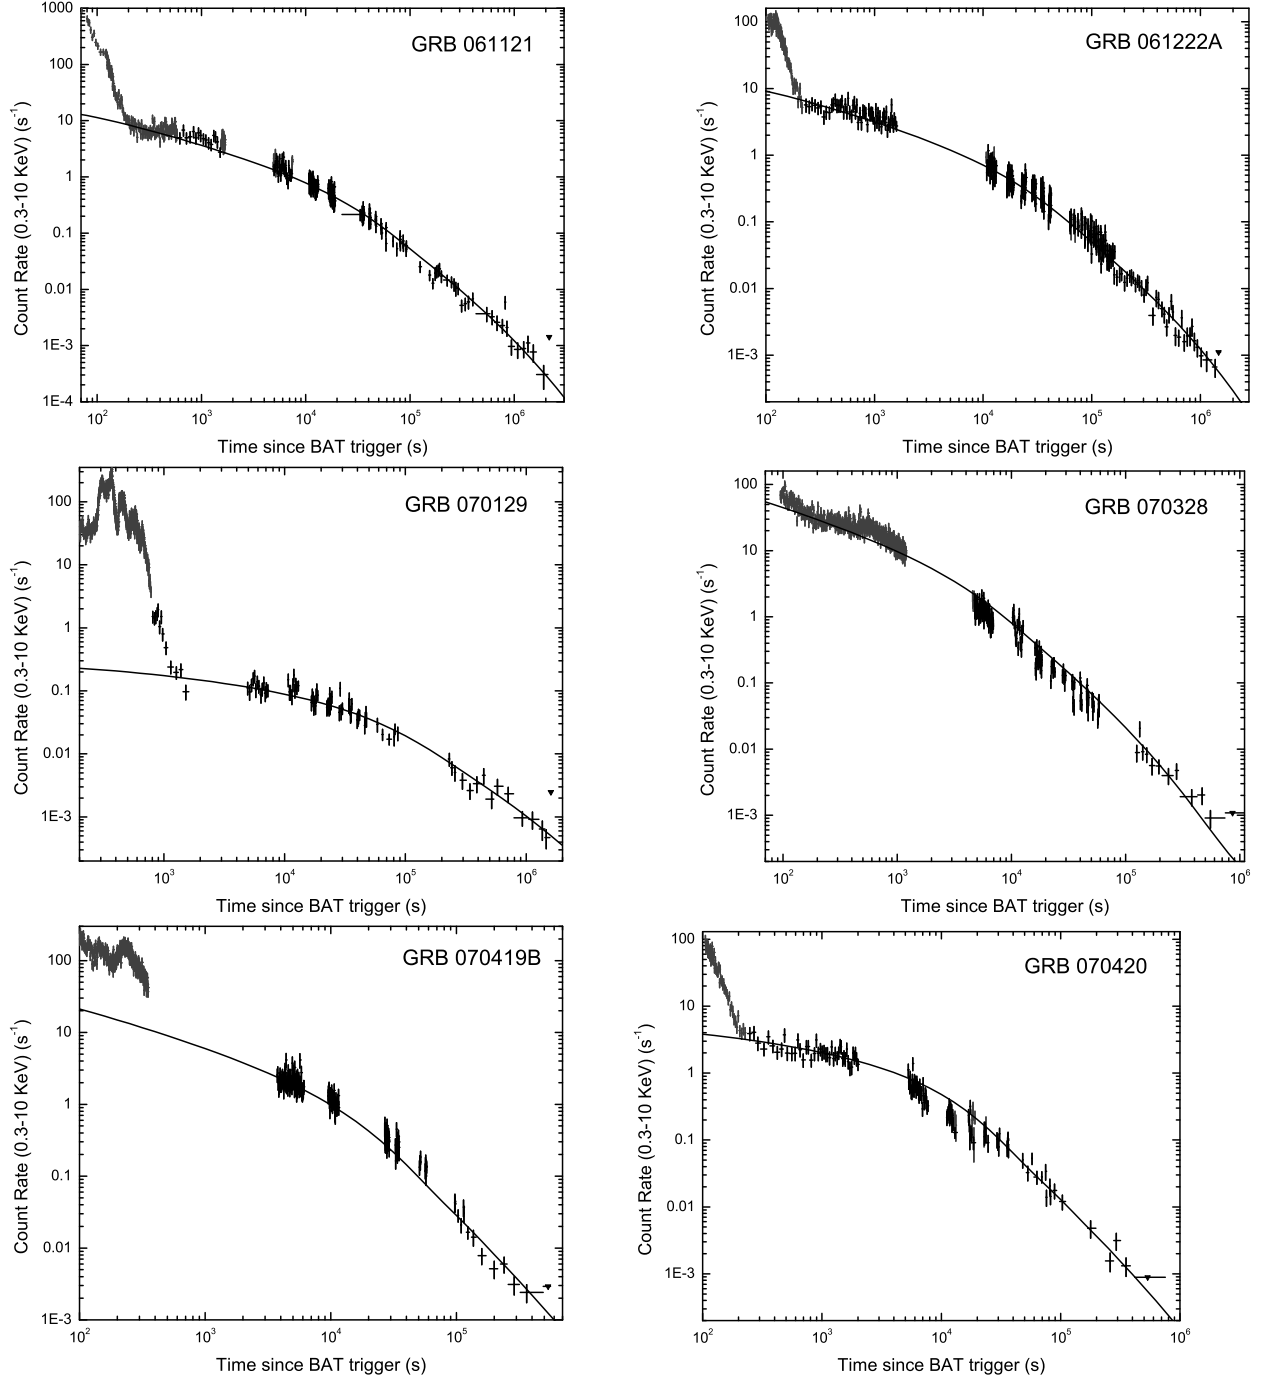 GRB 061121
Count Rate (0.3-10 KeV) (s⁻¹)
1000
100
10
1
0.1
0.01
1E-3
1E-4
10² 10³ 10⁴ 10⁵ 10⁶
Time since BAT trigger (s)
GRB 061222A
Count Rate (0.3-10 KeV) (s⁻¹)
100
10
1
0.1
0.01
1E-3
10² 10³ 10⁴ 10⁵ 10⁶
Time since BAT trigger (s)
GRB 070129
Count Rate (0.3-10 KeV) (s⁻¹)
100
10
1
0.1
0.01
1E-3
10³ 10⁴ 10⁵ 10⁶
Time since BAT trigger (s)
GRB 070328
Count Rate (0.3-10 KeV) (s⁻¹)
100
10
1
0.1
0.01
1E-3
10² 10³ 10⁴ 10⁵ 10⁶
Time since BAT trigger (s)
GRB 070419B
Count Rate (0.3-10 KeV) (s⁻¹)
100
10
1
0.1
0.01
1E-3
10² 10³ 10⁴ 10⁵
Time since BAT trigger (s)
GRB 070420
Count Rate (0.3-10 KeV) (s⁻¹)
100
10
1
0.1
0.01
1E-3
10² 10³ 10⁴ 10⁵ 10⁶
Time since BAT trigger (s)